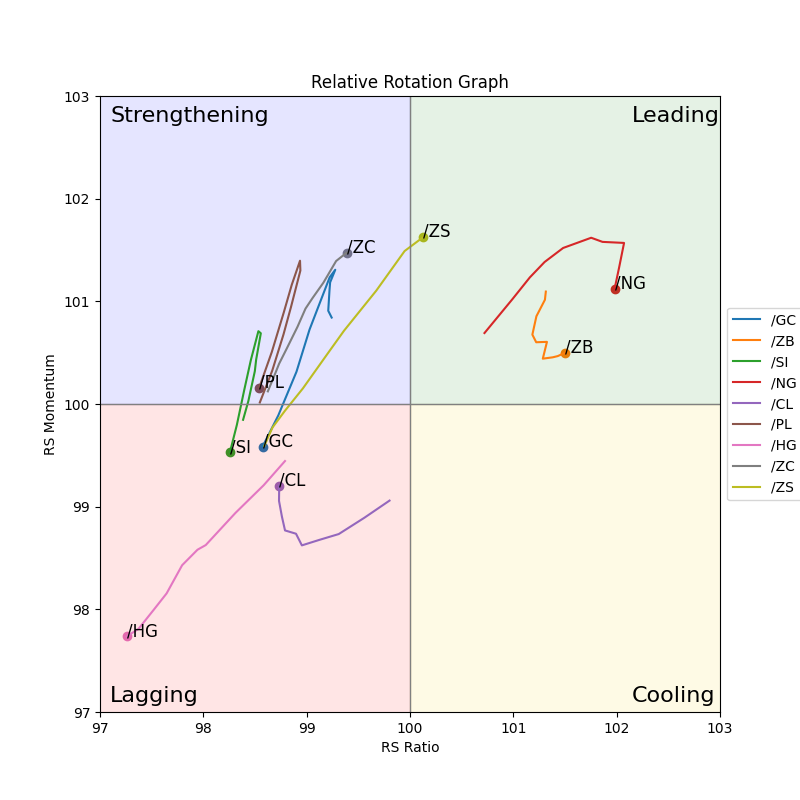 Relative Rotation Graph
103
102
101
100
99
98
97
RS Momentum
Strengthening
Leading
Lagging
Cooling
/ZS
/ZC
/NG
/ZB
/PL
/GC
/SI
/CL
/HG
97
98
99
100
101
102
103
RS Ratio
/GC
/ZB
/SI
/NG
/CL
/PL
/HG
/ZC
/ZS